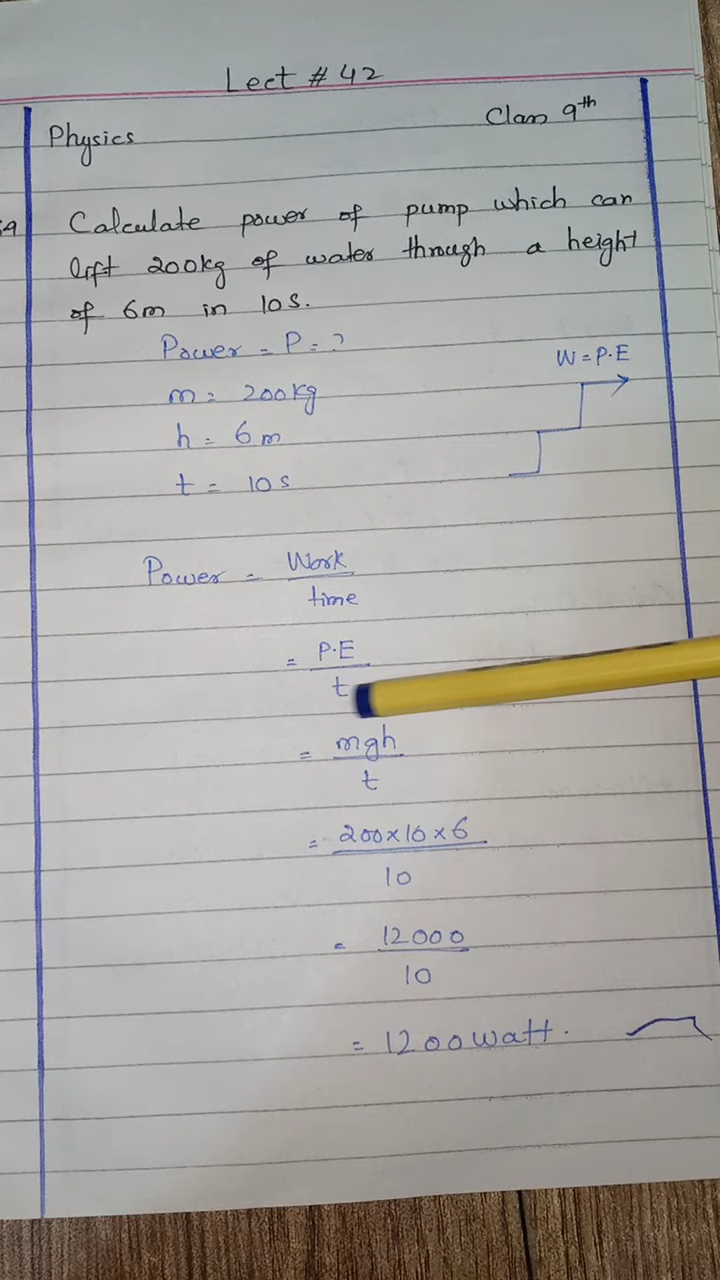 Lect # 42
Physics
Class 9th
Calculate power of pump which can
lift 200kg of water through a height
of 6m in 10s.
Power = P = ?
W = P.E
m = 200kg
h = 6m
t = 10s
Power = Work
time
= P.E
t
= mgh
t
= 200 x 10 x 6
10
= 12000
10
= 1200 watt.